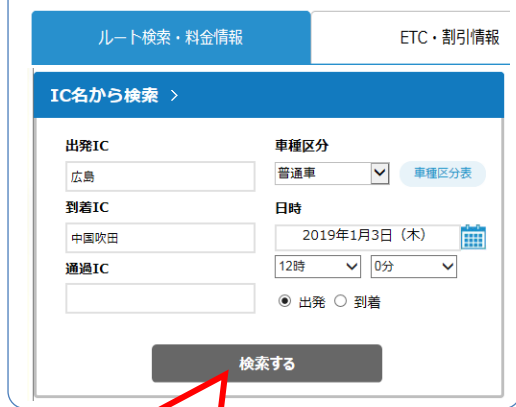 ルート検索・料金情報
ETC・割引情報
IC名から検索 >
出発IC
広島
到着IC
中国吹田
通過IC
車種区分
普通車
車種区分表
日時
2019年1月3日（木）
12時
0分
出発
到着
検索する